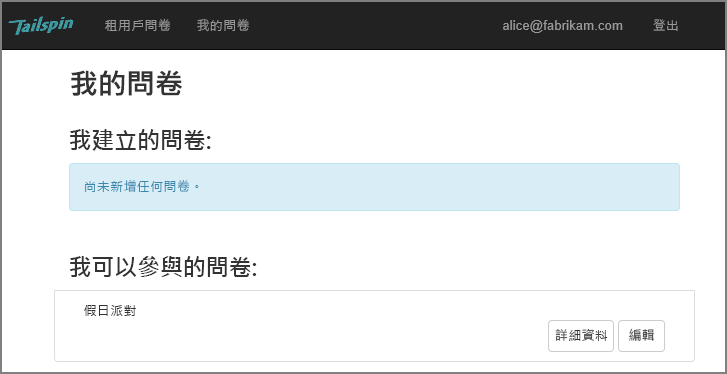 Tailspin 租用戶問卷 我的問卷 alice@fabrikam.com 登出
我的問卷
我建立的問卷:
尚未新增任何問卷。
我可以參與的問卷:
假日派對
詳細資料 編輯